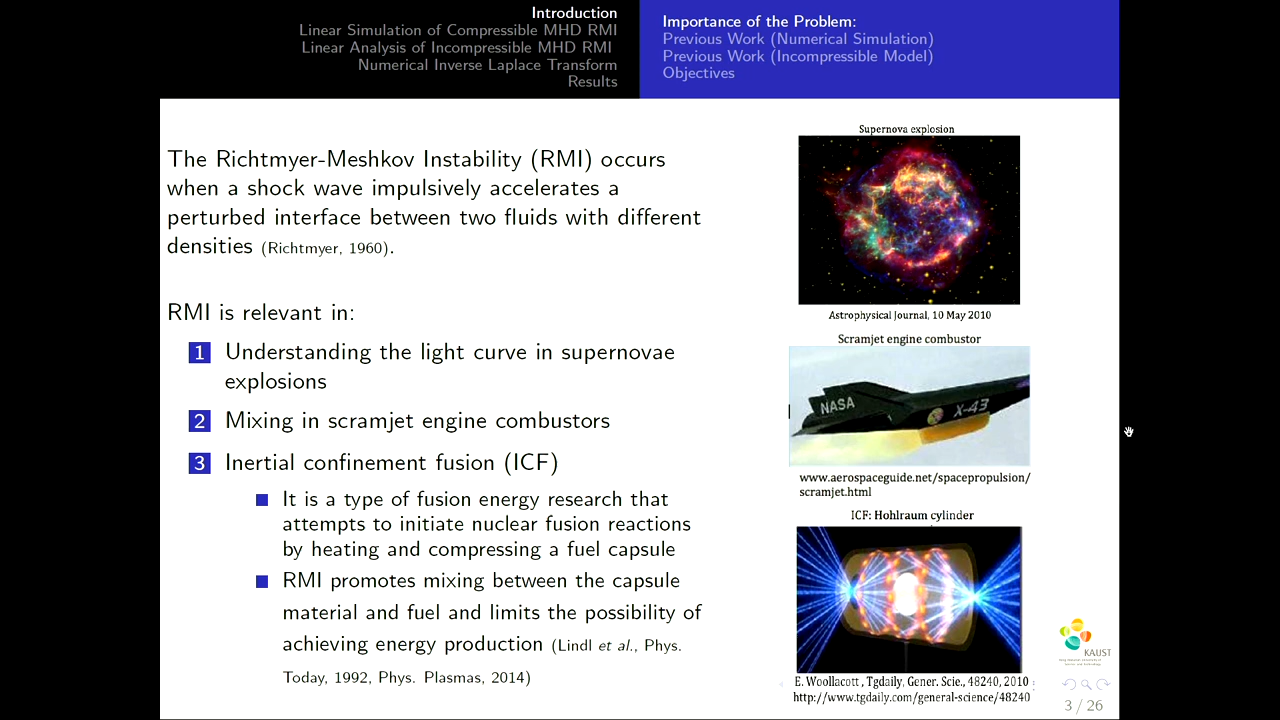 Introduction
Linear Simulation of Compressible MHD RMI
Linear Analysis of Incompressible MHD RMI
Numerical Inverse Laplace Transform
Results
Importance of the Problem:
Previous Work (Numerical Simulation)
Previous Work (Incompressible Model)
Objectives
The Richtmyer-Meshkov Instability (RMI) occurs
when a shock wave impulsively accelerates a
perturbed interface between two fluids with different
densities (Richtmyer, 1960).
RMI is relevant in:
1 Understanding the light curve in supernovae
explosions
2 Mixing in scramjet engine combustors
3 Inertial confinement fusion (ICF)
It is a type of fusion energy research that
attempts to initiate nuclear fusion reactions
by heating and compressing a fuel capsule
RMI promotes mixing between the capsule
material and fuel and limits the possibility of
achieving energy production (Lindl et al., Phys.
Today, 1992, Phys. Plasmas, 2014)
Supernova explosion
Astrophysical Journal, 10 May 2010
Scramjet engine combustor
NASA
X-43
www.aerospaceguide.net/spacepropulsion/
scramjet.html
ICF: Hohlraum cylinder
E. Woollacott , Tgdaily, Gener. Scie., 48240, 2010
http://www.tgdaily.com/general-science/48240
KAUST
3 / 26